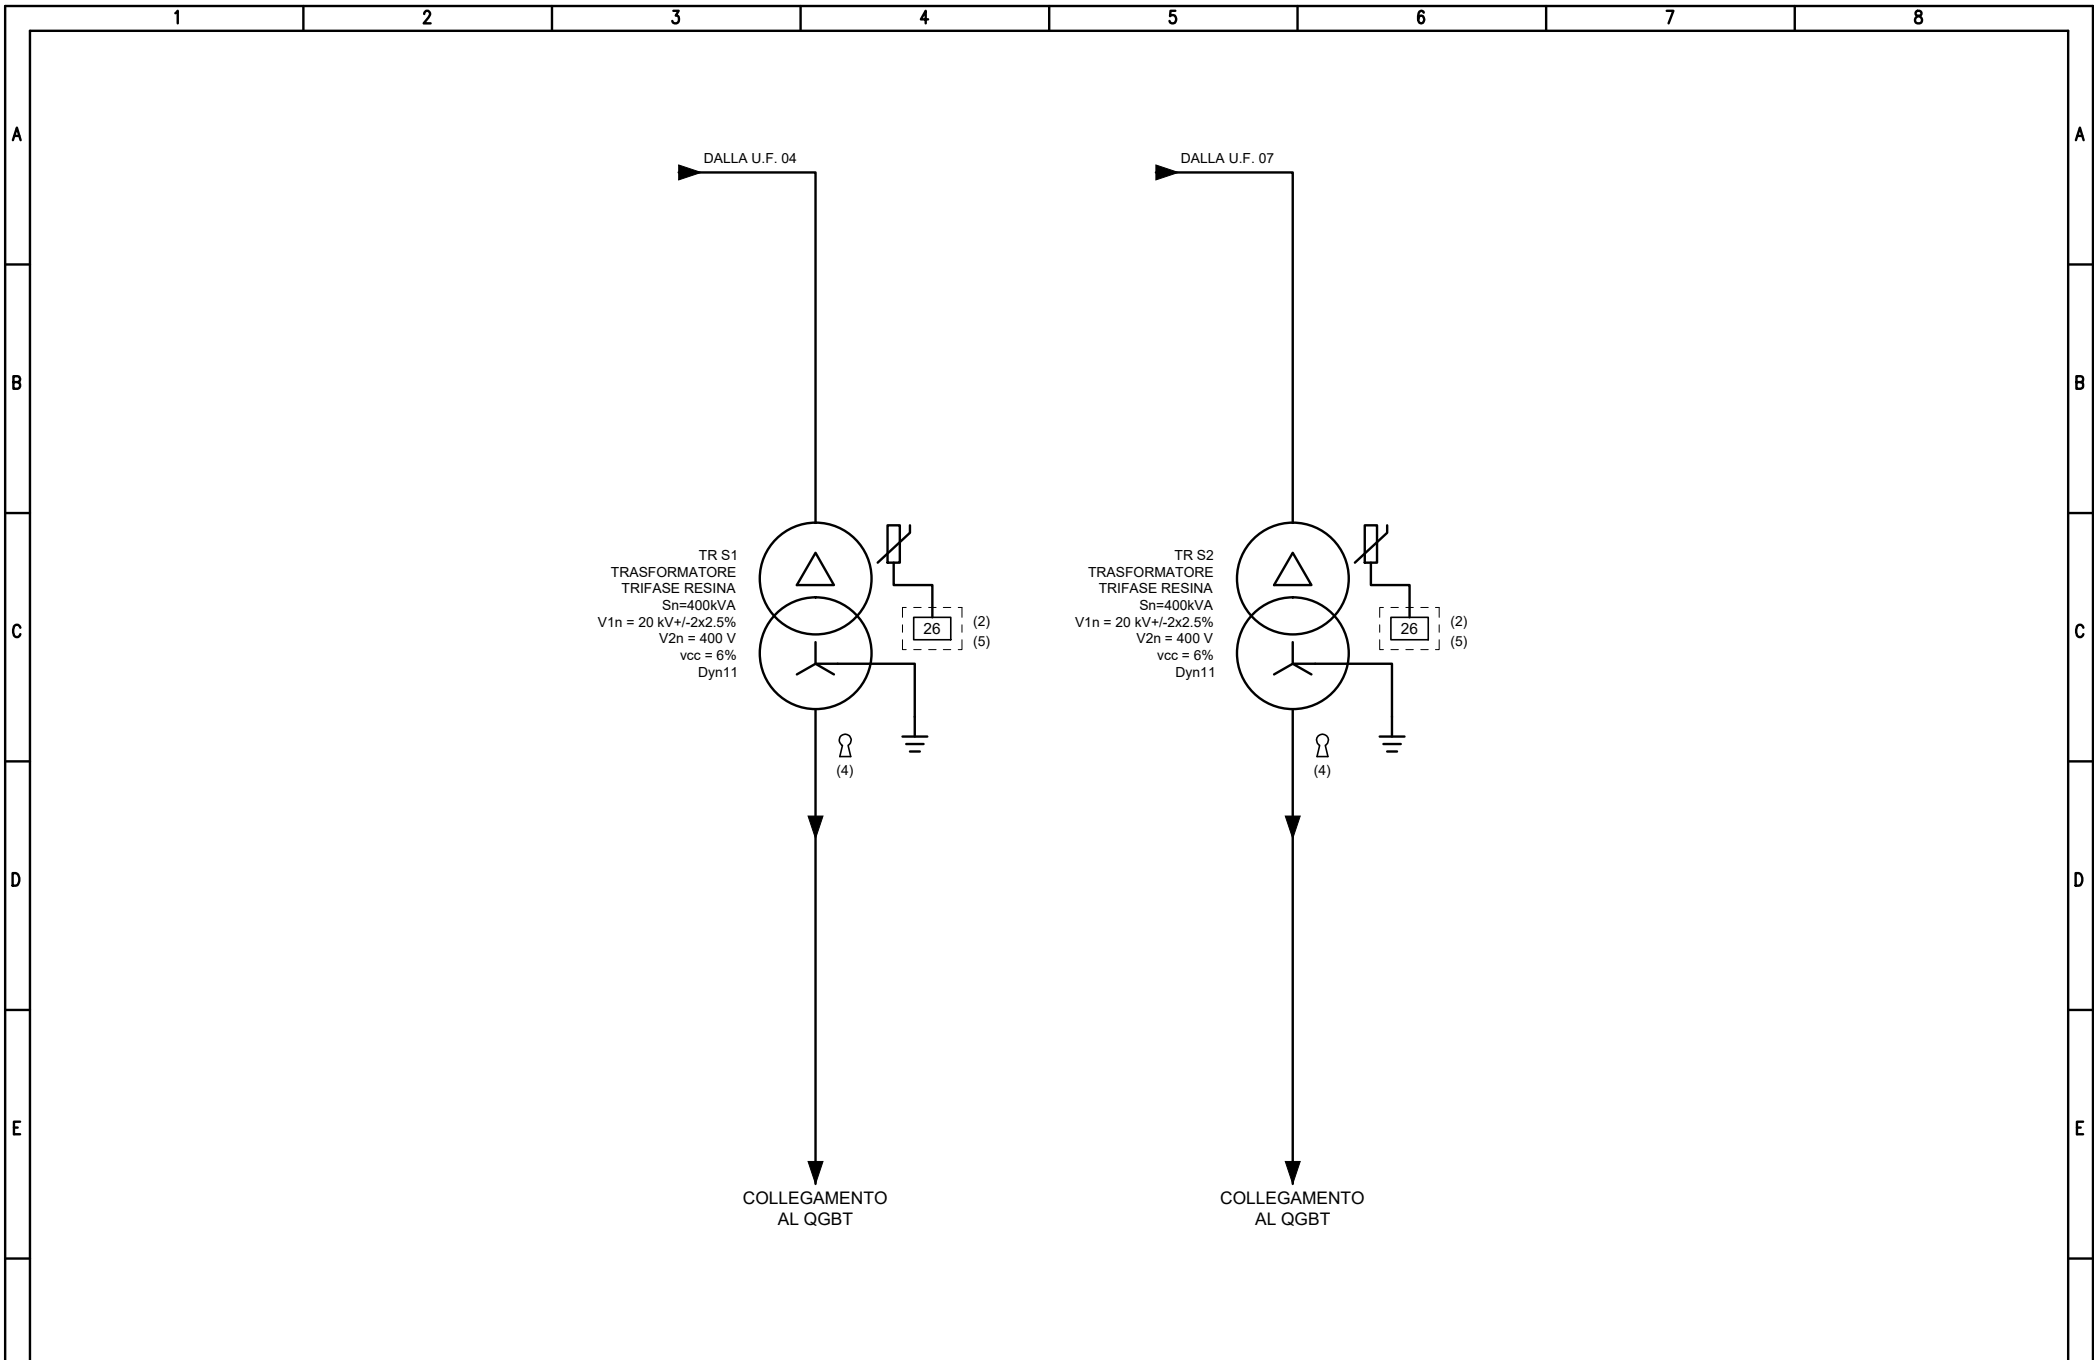 1 2 3 4 5 6 7 8
A A
DALLA U.F. 04
DALLA U.F. 07
B B
TR S1
TRASFORMATORE
TRIFASE RESINA
Sn=400kVA
V1n = 20 kV+/-2x2.5%
V2n = 400 V
vcc = 6%
Dyn11
26
(2)
(5)
(4)
TR S2
TRASFORMATORE
TRIFASE RESINA
Sn=400kVA
V1n = 20 kV+/-2x2.5%
V2n = 400 V
vcc = 6%
Dyn11
26
(2)
(5)
(4)
C C
D D
E E
COLLEGAMENTO
AL QGBT
COLLEGAMENTO
AL QGBT